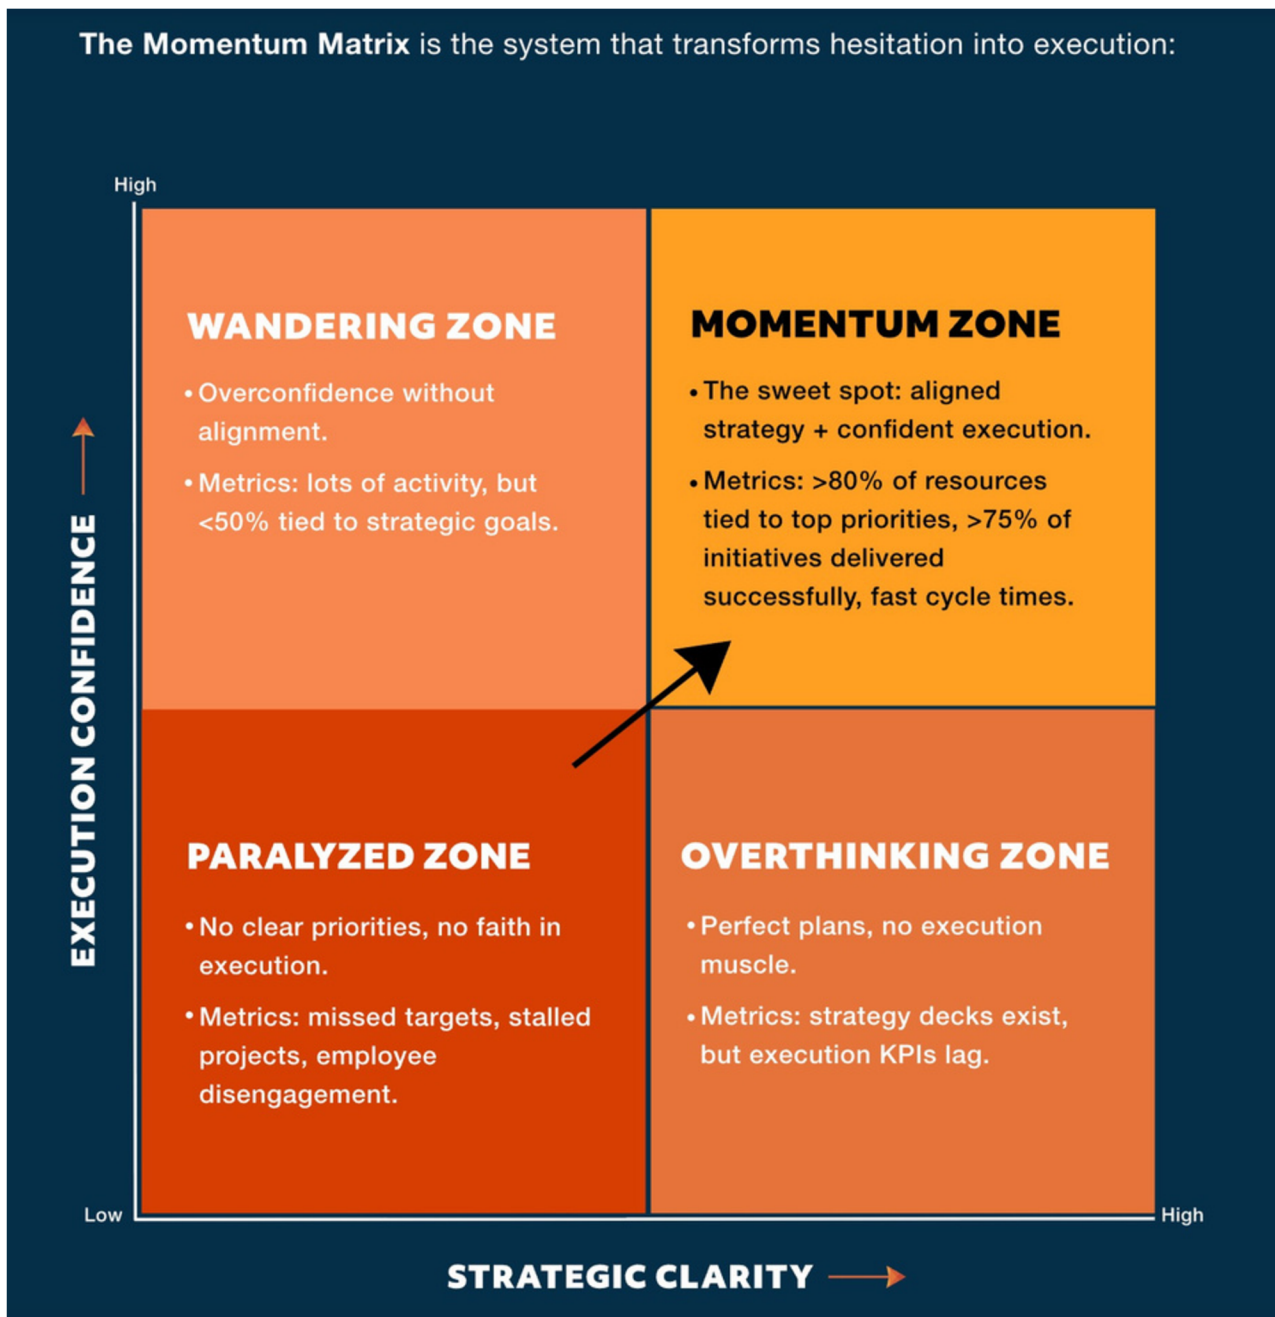 The Momentum Matrix is the system that transforms hesitation into execution:
High
WANDERING ZONE
• Overconfidence without
alignment.
• Metrics: lots of activity, but
<50% tied to strategic goals.
MOMENTUM ZONE
• The sweet spot: aligned
strategy + confident execution.
• Metrics: >80% of resources
tied to top priorities, >75% of
initiatives delivered
successfully, fast cycle times.
EXECUTION CONFIDENCE
PARALYZED ZONE
• No clear priorities, no faith in
execution.
• Metrics: missed targets, stalled
projects, employee
disengagement.
OVERTHINKING ZONE
• Perfect plans, no execution
muscle.
• Metrics: strategy decks exist,
but execution KPIs lag.
Low
High
STRATEGIC CLARITY